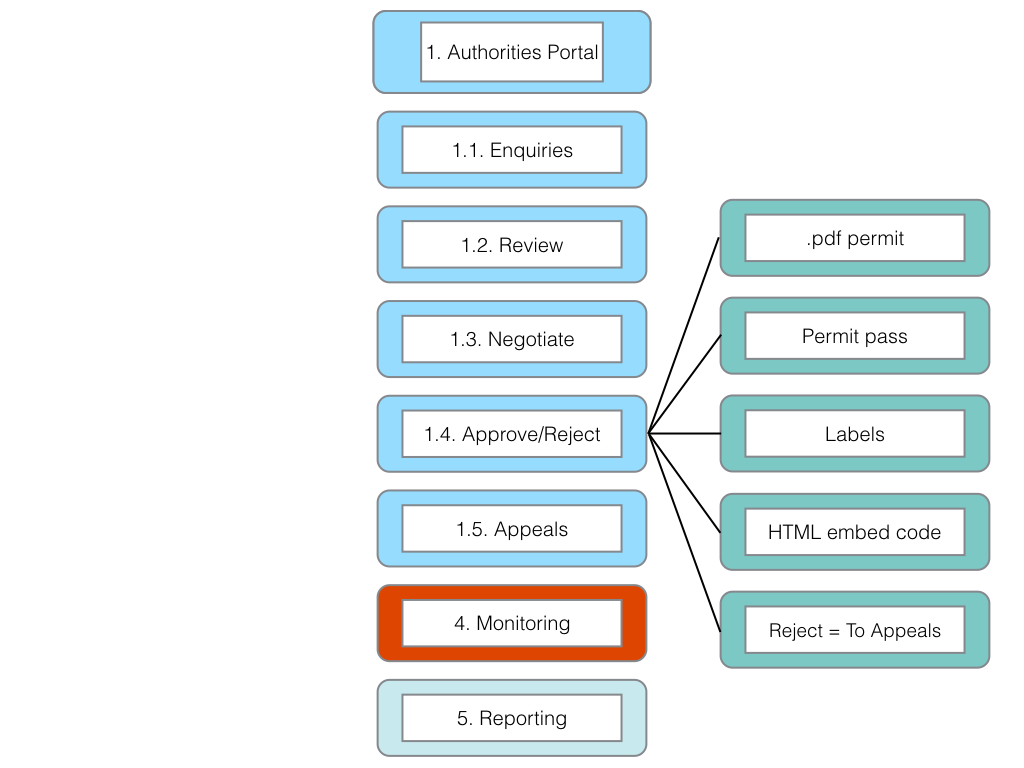 1. Authorities Portal
1.1. Enquiries
1.2. Review
1.3. Negotiate
1.4. Approve/Reject
1.5. Appeals
4. Monitoring
5. Reporting
.pdf permit
Permit pass
Labels
HTML embed code
Reject = To Appeals